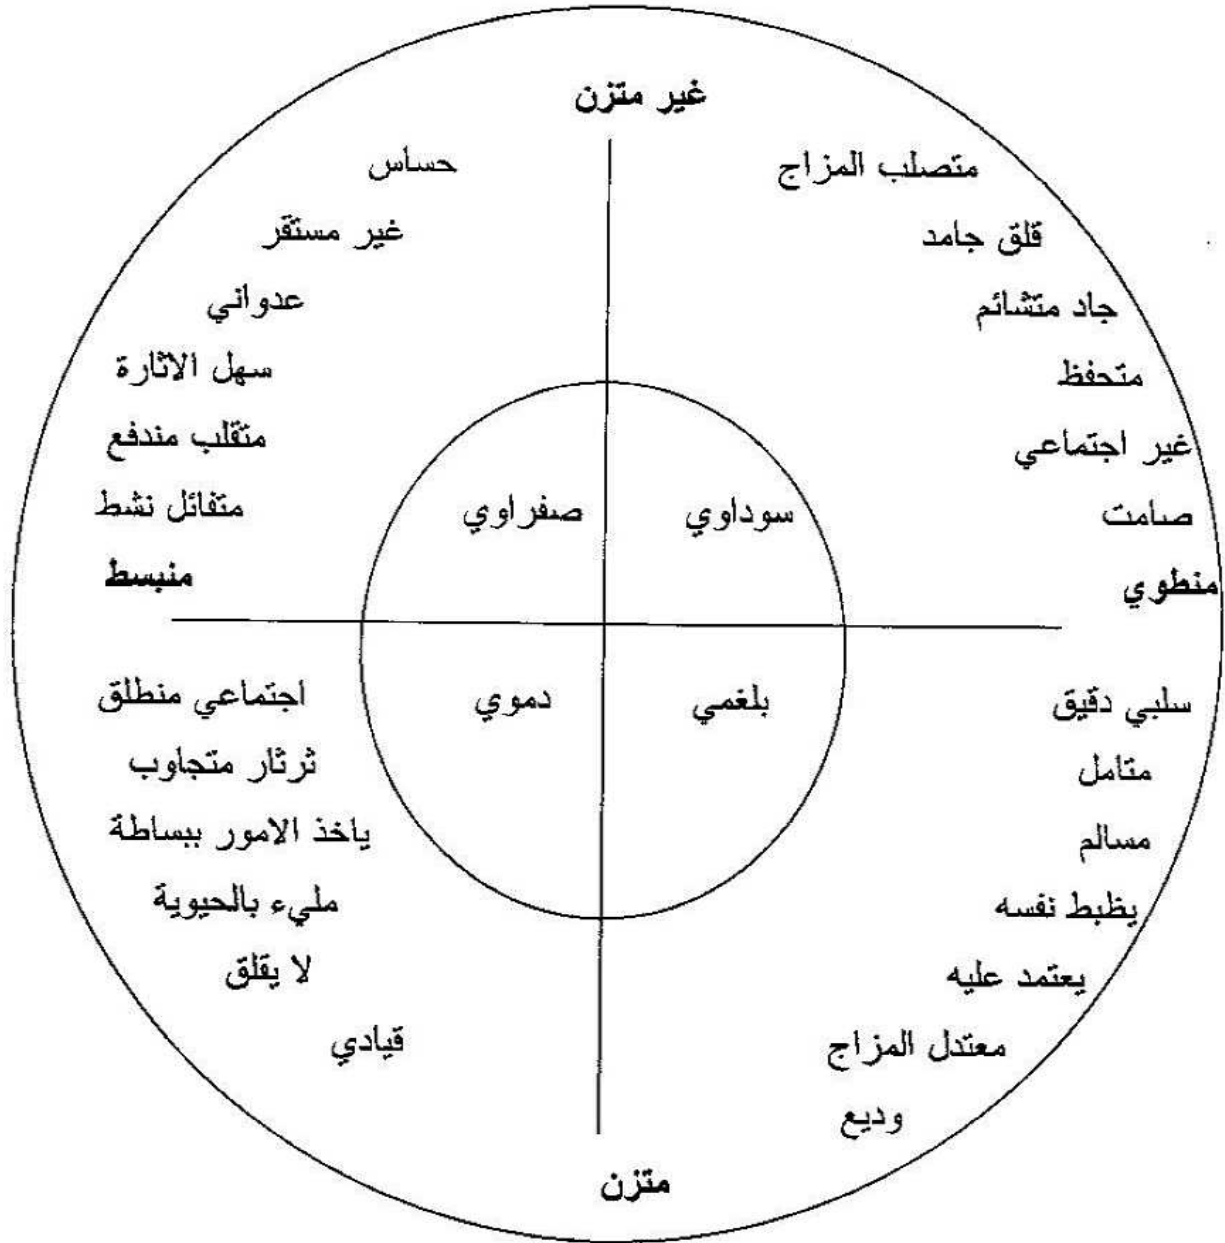 غير متزن
متصلب المزاج
حساس
قلق جامد
غير مستقر
جاد متشائم
عدواني
متحفظ
سهل الاثارة
غير اجتماعي
متقلب مندفع
صامت
سوداوي
صفراوي
متفائل نشط
منطوي
منبسط
سلبي دقيق
بلغمي
دموي
اجتماعي منطلق
متامل
ثرثار متجاوب
مسالم
ياخذ الامور ببساطة
يظبط نفسه
مليء بالحيوية
يعتمد عليه
لا يقلق
معتدل المزاج
قيادي
وديع
متزن